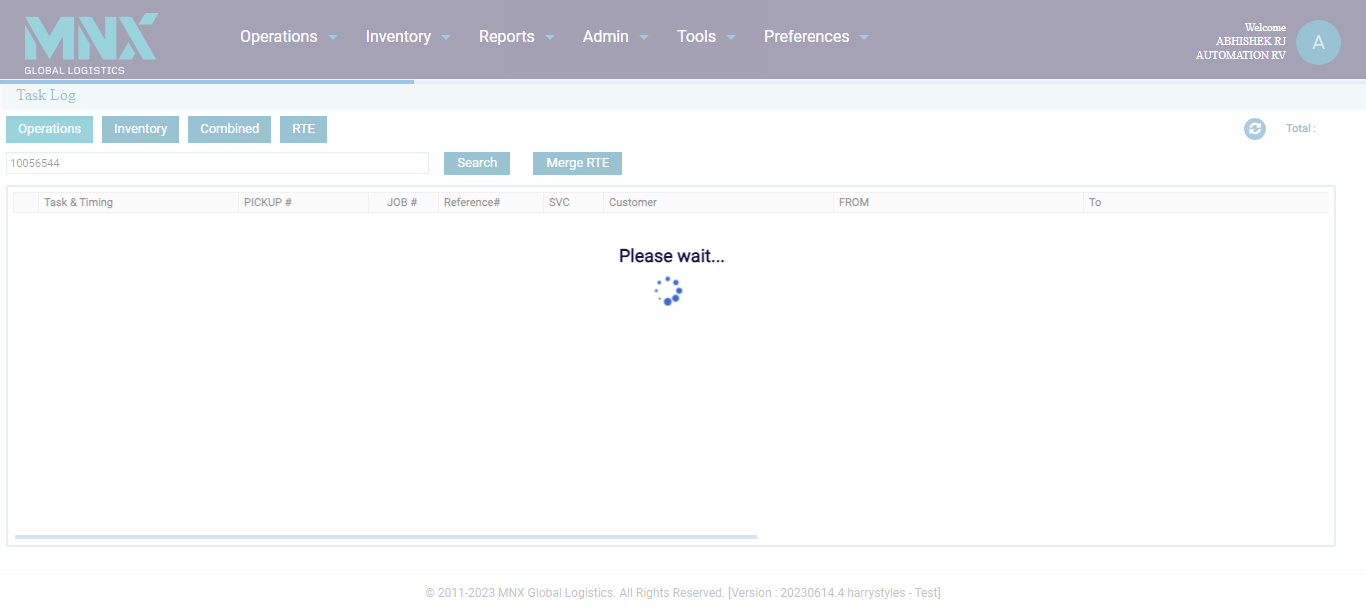 MNX
GLOBAL LOGISTICS
Operations Inventory Reports Admin Tools Preferences
Welcome
ABHISHEK RJ
AUTOMATION RV
A
Task Log
Operations Inventory Combined RTE
Total :
10056544 Search Merge RTE
Task & Timing PICKUP # JOB # Reference# SVC Customer FROM To
Please wait...
© 2011-2023 MNX Global Logistics. All Rights Reserved. [Version : 20230614.4 harrystyles - Test]